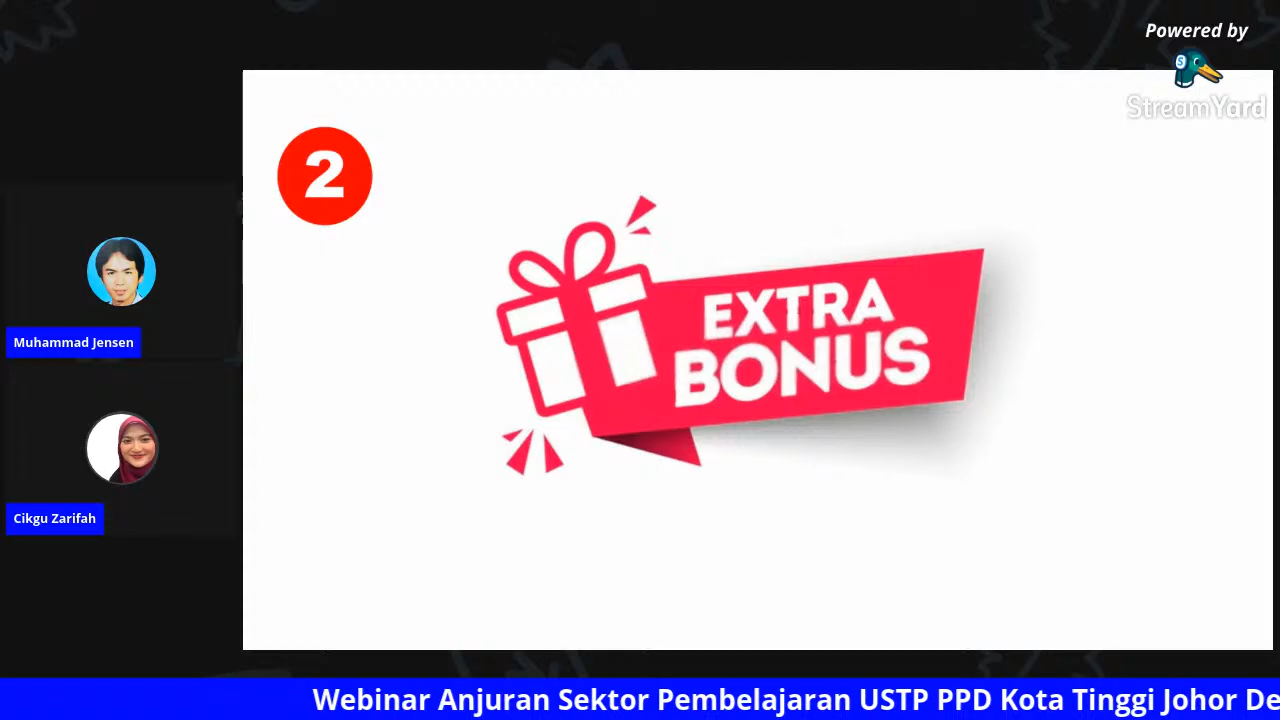 Powered by
StreamYard
2
EXTRA
BONUS
Muhammad Jensen
Cikgu Zarifah
Webinar Anjuran Sektor Pembelajaran USTP PPD Kota Tinggi Johor De